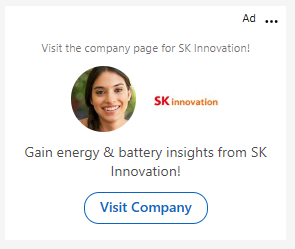 Ad ...
Visit the company page for SK Innovation!
SK innovation
Gain energy & battery insights from SK
Innovation!
Visit Company